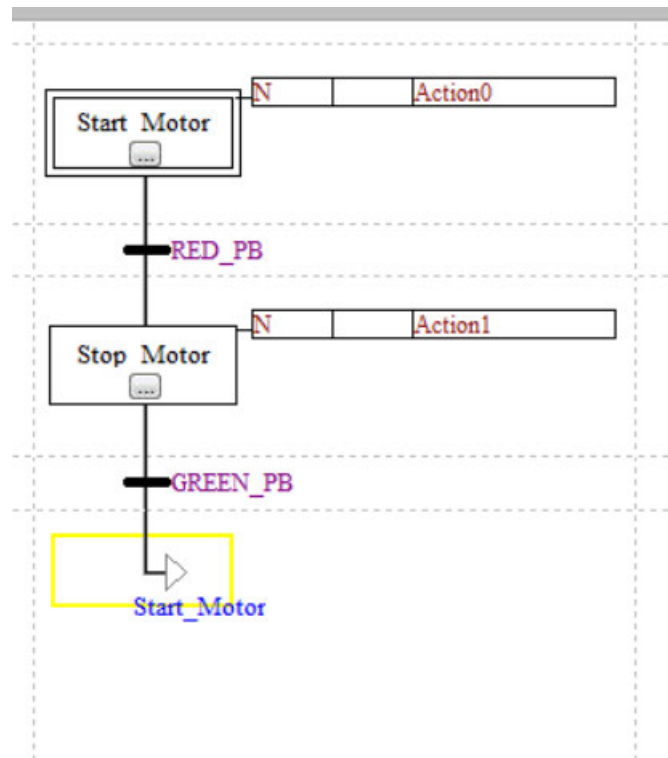 N Action0
Start Motor
...
RED_PB
N Action1
Stop Motor
...
GREEN_PB
Start_Motor